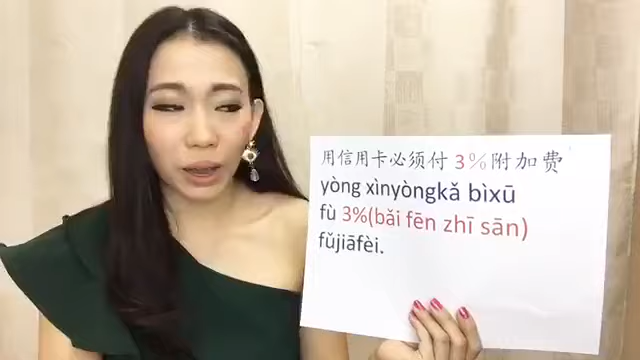 用信用卡必须付 3%附加费
yòng xìnyòngkǎ bìxū
fù 3%(bǎi fēn zhī sān)
fǔjiāfèi.